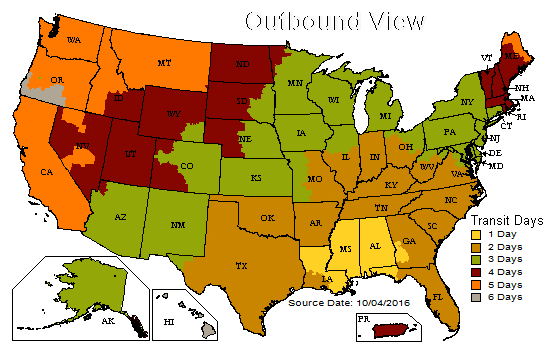 Outbound View
WA
MT
ND
OR
ID
SD
MN
WI
MI
VT
ME
NH
MA
NY
RI
CT
WY
NE
IA
PA
NJ
DE
MD
NV
UT
CO
KS
MO
IL
IN
OH
WV
VA
KY
CA
AZ
NM
OK
AR
TN
NC
SC
TX
LA
MS
AL
GA
FL
AK
HI
PR
Source Date: 10/04/2016
Transit Days
1 Day
2 Days
3 Days
4 Days
5 Days
6 Days